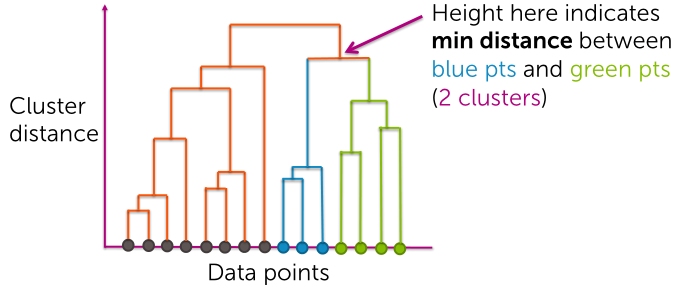 Height here indicates
min distance between
blue pts and green pts
(2 clusters)
Cluster
distance
Data points